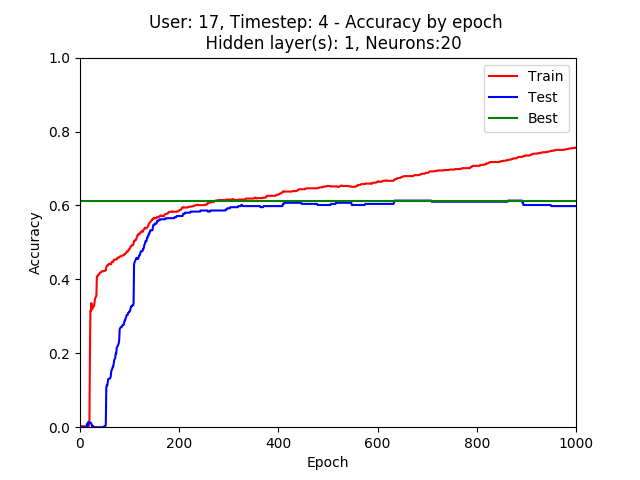 User: 17, Timestep: 4 - Accuracy by epoch
Hidden layer(s): 1, Neurons:20
1.0
0.8
0.6
0.4
0.2
0.0
Accuracy
Train
Test
Best
0 200 400 600 800 1000
Epoch